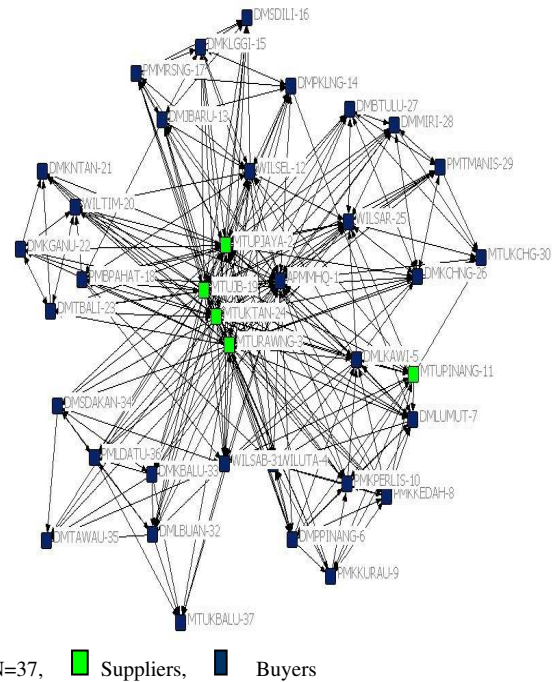 DMSDILI-16
DMKLGGI-15
PMMRSNG-17
DMPKLNG-14
DMJBARU-13
DMBTULU-27
DMMIRI-28
DMKNTAN-21
WILSEL-12
PMTMANIS-29
WILTIM-20
WILSAR-25
DMKGANU-22
MTUPJAYA-2
MTUKCHG-30
PMBPAHAT-18
MTUJB-19
APMMHQ-1
DMKCHNG-26
DMTBALI-23
MTUKTAN-24
MTURAWNG-3
DMLKAWI-5
MTUPINANG-11
DMSDAKAN-34
DMLUMUT-7
PMLDATU-36
WILSAB-31
WILUTA-4
DMKBALU-33
PMKPERLIS-10
PMKKEDAH-8
DMTAWAU-35
DMLBUAN-32
DMPPINANG-6
PMKKURAU-9
MTUKBALU-37
N=37, Suppliers, Buyers